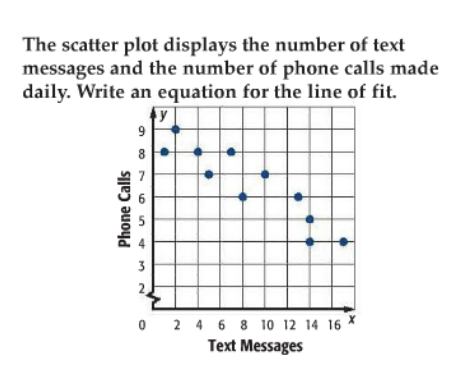 The scatter plot displays the number of text
messages and the number of phone calls made
daily. Write an equation for the line of fit.
y
9
8
7
6
5
4
3
2
Phone Calls
0 2 4 6 8 10 12 14 16 x
Text Messages